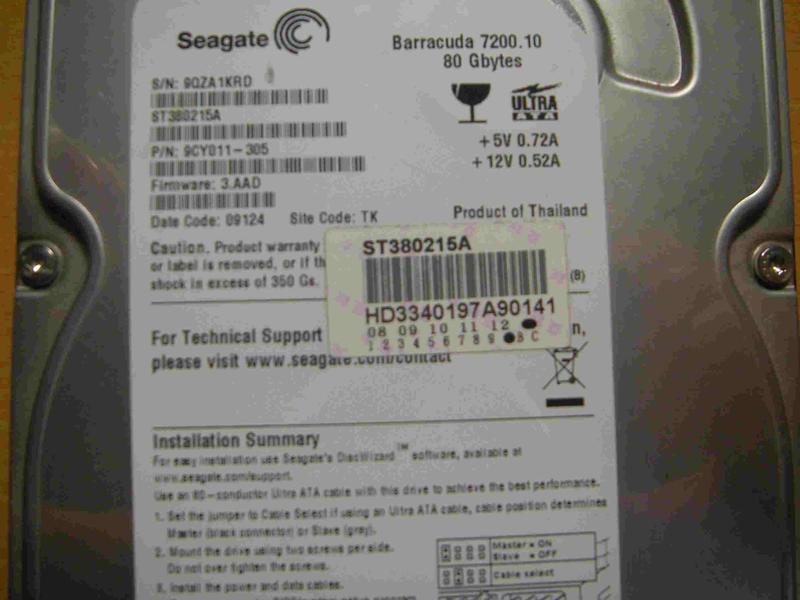 Seagate
Barracuda 7200.10
80 Gbytes
S/N: 9QZA1KRD
ST380215A
ULTRA
ATA
P/N: 9CY011-305
+5V 0.72A
+12V 0.52A
Firmware: 3.AAD
Date Code: 09124 Site Code: TK
Product of Thailand
Caution. Product warranty
or label is removed, or if th
shock in excess of 350 Gs.
(8)
ST380215A
HD3340197A90141
08 09 10 11 12
1 2 3 4 5 6 7 8 9 B C
For Technical Support
n,
please visit www.seagate.com/contact
Installation Summary
For easy installation use Seagate's DiscWizard™ software, available at
www.seagate.com/support.
Use an 80-conductor Ultra ATA cable with this drive to achieve the best performance.
1. Set the jumper to Cable Select if using an Ultra ATA cable, cable position determines
Master (black connector) or Slave (gray).
2. Mount the drive using two screws per side.
Do not over tighten the screws.
3. Install the power and data cables.
Master = ON
Slave = OFF
Cable select